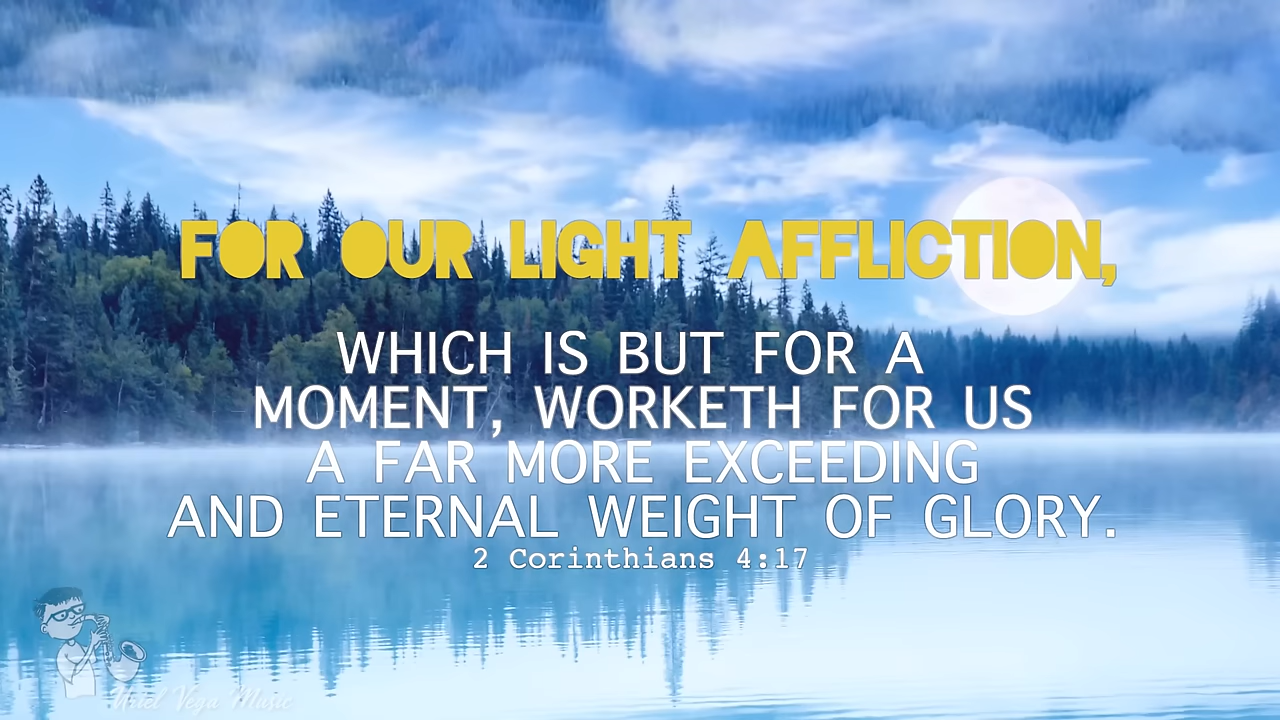 FOR OUR LIGHT AFFLICTION,
WHICH IS BUT FOR A
MOMENT, WORKETH FOR US
A FAR MORE EXCEEDING
AND ETERNAL WEIGHT OF GLORY.
2 Corinthians 4:17
Uriel Vega Music